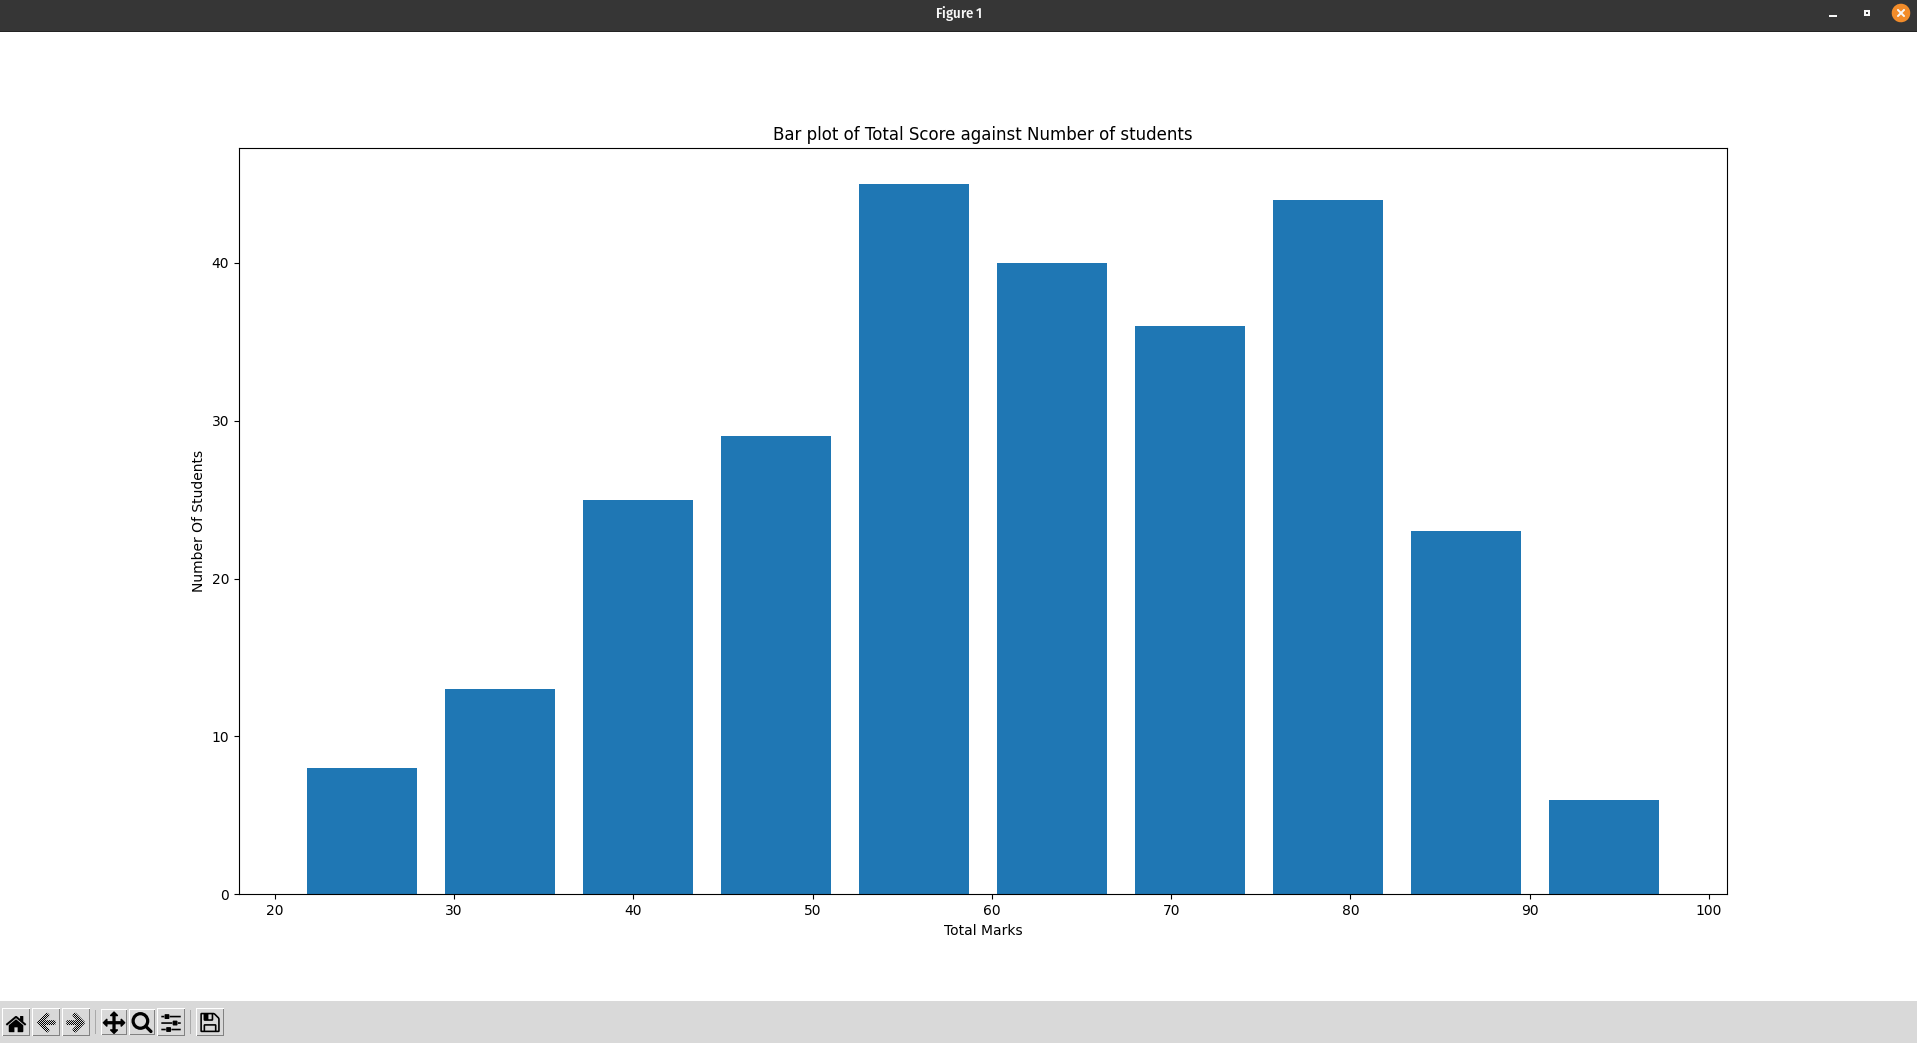 Figure 1
Bar plot of Total Score against Number of students
40
30
20
10
0
Number Of Students
20 30 40 50 60 70 80 90 100
Total Marks